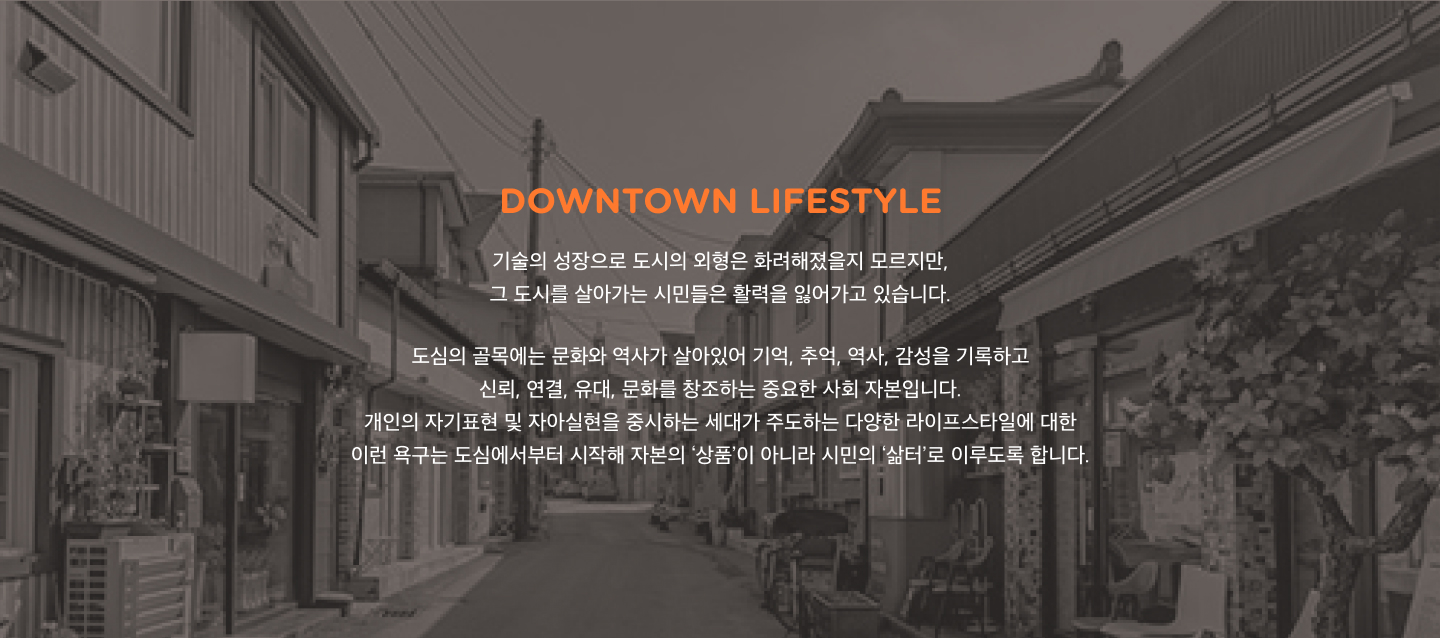 DOWNTOWN LIFESTYLE
기술의 성장으로 도시의 외형은 화려해졌을지 모르지만,
그 도시를 살아가는 시민들은 활력을 잃어가고 있습니다.
도심의 골목에는 문화와 역사가 살아있어 기억, 추억, 역사, 감성을 기록하고
신뢰, 연결, 유대, 문화를 창조하는 중요한 사회 자본입니다.
개인의 자기표현 및 자아실현을 중시하는 세대가 주도하는 다양한 라이프스타일에 대한
이런 욕구는 도심에서부터 시작해 자본의 ‘상품’이 아니라 시민의 ‘삶터’로 이루도록 합니다.